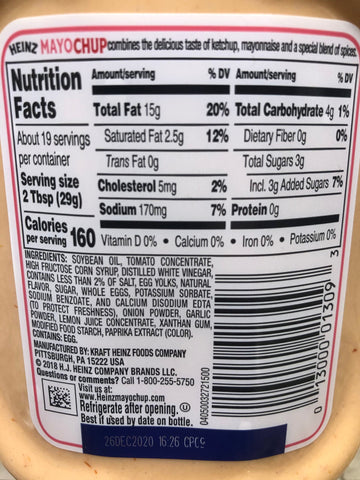 HEINZ MAYOCHUP combines the delicious taste of ketchup, mayonnaise and a special blend of spices.
Nutrition Facts
About 19 servings per container
Serving size
2 Tbsp (29g)
Calories per serving 160
Amount/serving % DV Amount/serving % DV
Total Fat 15g 20% Total Carbohydrate 4g 1%
Saturated Fat 2.5g 12% Dietary Fiber 0g 0%
Trans Fat 0g Total Sugars 3g
Cholesterol 5mg 2% Incl. 3g Added Sugars 7%
Sodium 170mg 7% Protein 0g
Vitamin D 0% • Calcium 0% • Iron 0% • Potassium 0%
INGREDIENTS: SOYBEAN OIL, TOMATO CONCENTRATE,
HIGH FRUCTOSE CORN SYRUP, DISTILLED WHITE VINEGAR,
CONTAINS LESS THAN 2% OF SALT, EGG YOLKS, NATURAL
FLAVOR, SUGAR, WHOLE EGGS, POTASSIUM SORBATE,
SODIUM BENZOATE, AND CALCIUM DISODIUM EDTA
(TO PROTECT FRESHNESS), ONION POWDER, GARLIC
POWDER, LEMON JUICE CONCENTRATE, XANTHAN GUM,
MODIFIED FOOD STARCH, PAPRIKA EXTRACT (COLOR).
CONTAINS: EGG.
MANUFACTURED BY: KRAFT HEINZ FOODS COMPANY
PITTSBURGH, PA 15222 USA
© 2018 H.J. HEINZ COMPANY BRANDS LLC.
Questions or comments? Call 1-800-255-5750
Visit us at:
www.Heinzmayochup.com
Refrigerate after opening. U
Best if used by date on bottle.
04050032721500
0 13000 01309 3
26DEC2020 16:26